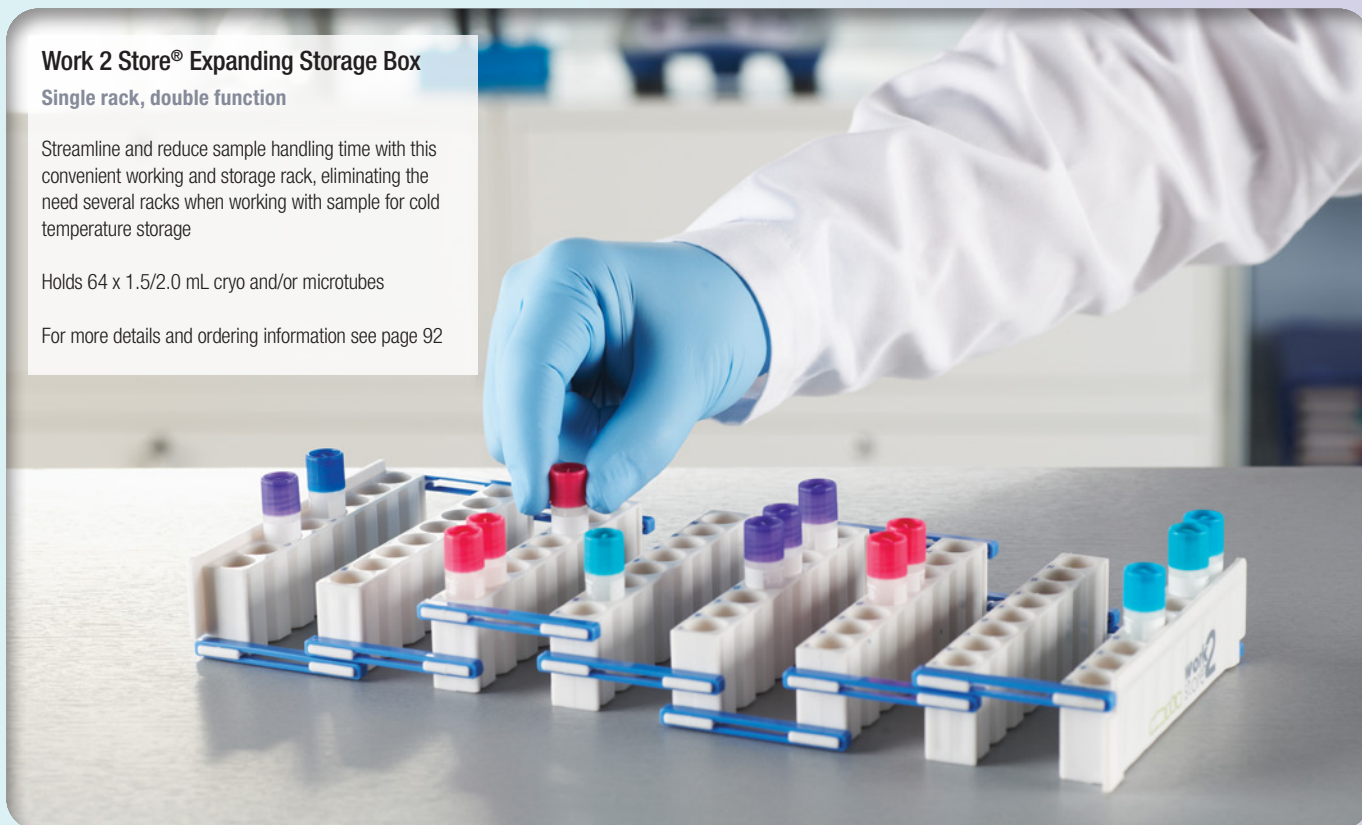 Work 2 Store® Expanding Storage Box
Single rack, double function
Streamline and reduce sample handling time with this
convenient working and storage rack, eliminating the
need several racks when working with sample for cold
temperature storage
Holds 64 x 1.5/2.0 mL cryo and/or microtubes
For more details and ordering information see page 92
work2
STORE